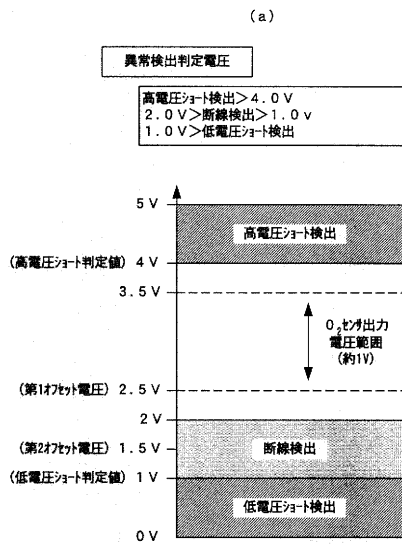 (a)
異常検出判定電圧
高電圧ｼｮｰﾄ検出>4.0V
2.0V>断線検出>1.0v
1.0V>低電圧ｼｮｰﾄ検出
5V
高電圧ｼｮｰﾄ検出
(高電圧ｼｮｰﾄ判定値) 4V
3.5V
O2ｾﾝｻ出力
電圧範囲
(約1V)
(第1ｵﾌｾｯﾄ電圧) 2.5V
2V
(第2ｵﾌｾｯﾄ電圧) 1.5V
断線検出
(低電圧ｼｮｰﾄ判定値) 1V
低電圧ｼｮｰﾄ検出
0V